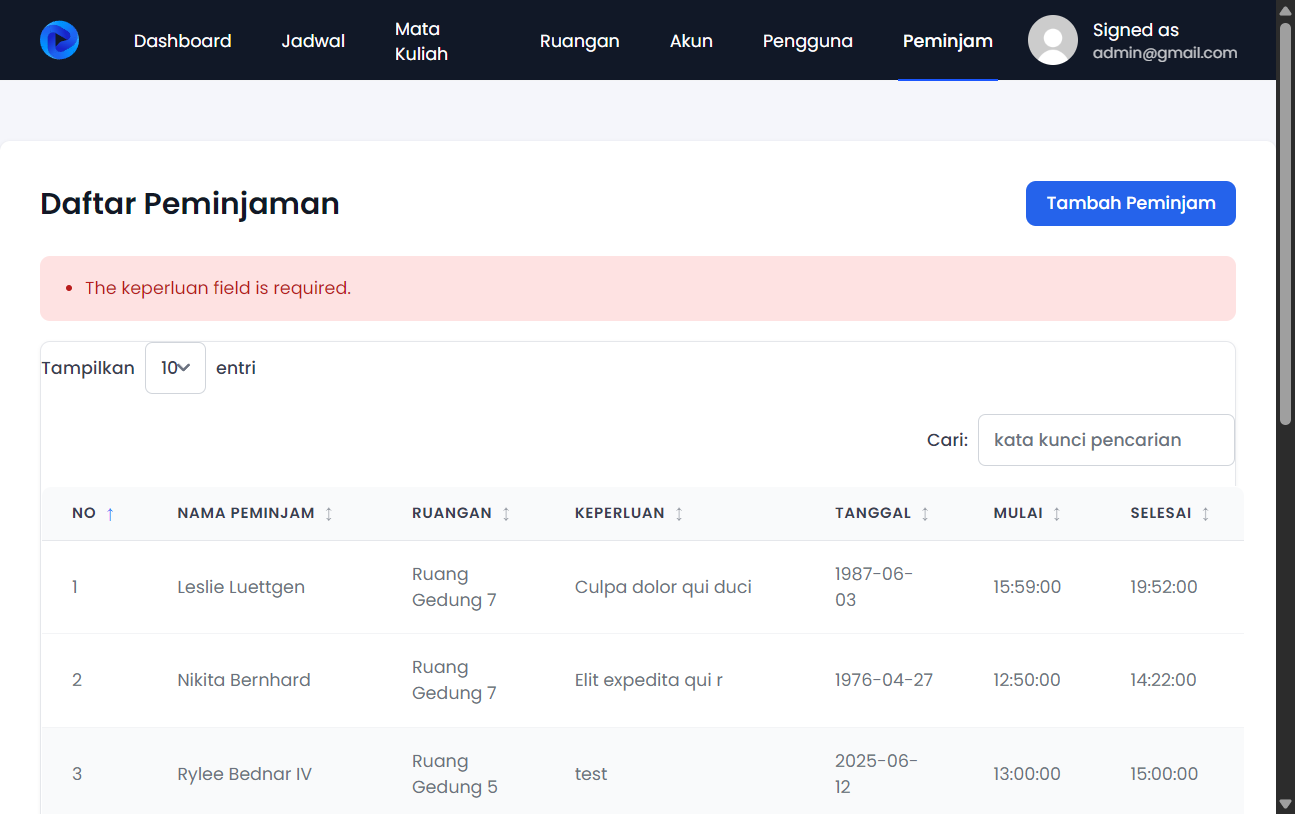 Dashboard
Jadwal
Mata
Kuliah
Ruangan
Akun
Pengguna
Peminjam
Signed as
admin@gmail.com
Daftar Peminjaman
Tambah Peminjam
The keperluan field is required.
Tampilkan 10 entri
Cari: kata kunci pencarian
NO ↑ NAMA PEMINJAM ↕ RUANGAN ↕ KEPERLUAN ↕ TANGGAL ↕ MULAI ↕ SELESAI ↕
1
Leslie Luettgen
Ruang
Gedung 7
Culpa dolor qui duci
1987-06-
03
15:59:00
19:52:00
2
Nikita Bernhard
Ruang
Gedung 7
Elit expedita qui r
1976-04-27
12:50:00
14:22:00
3
Rylee Bednar IV
Ruang
Gedung 5
test
2025-06-
12
13:00:00
15:00:00